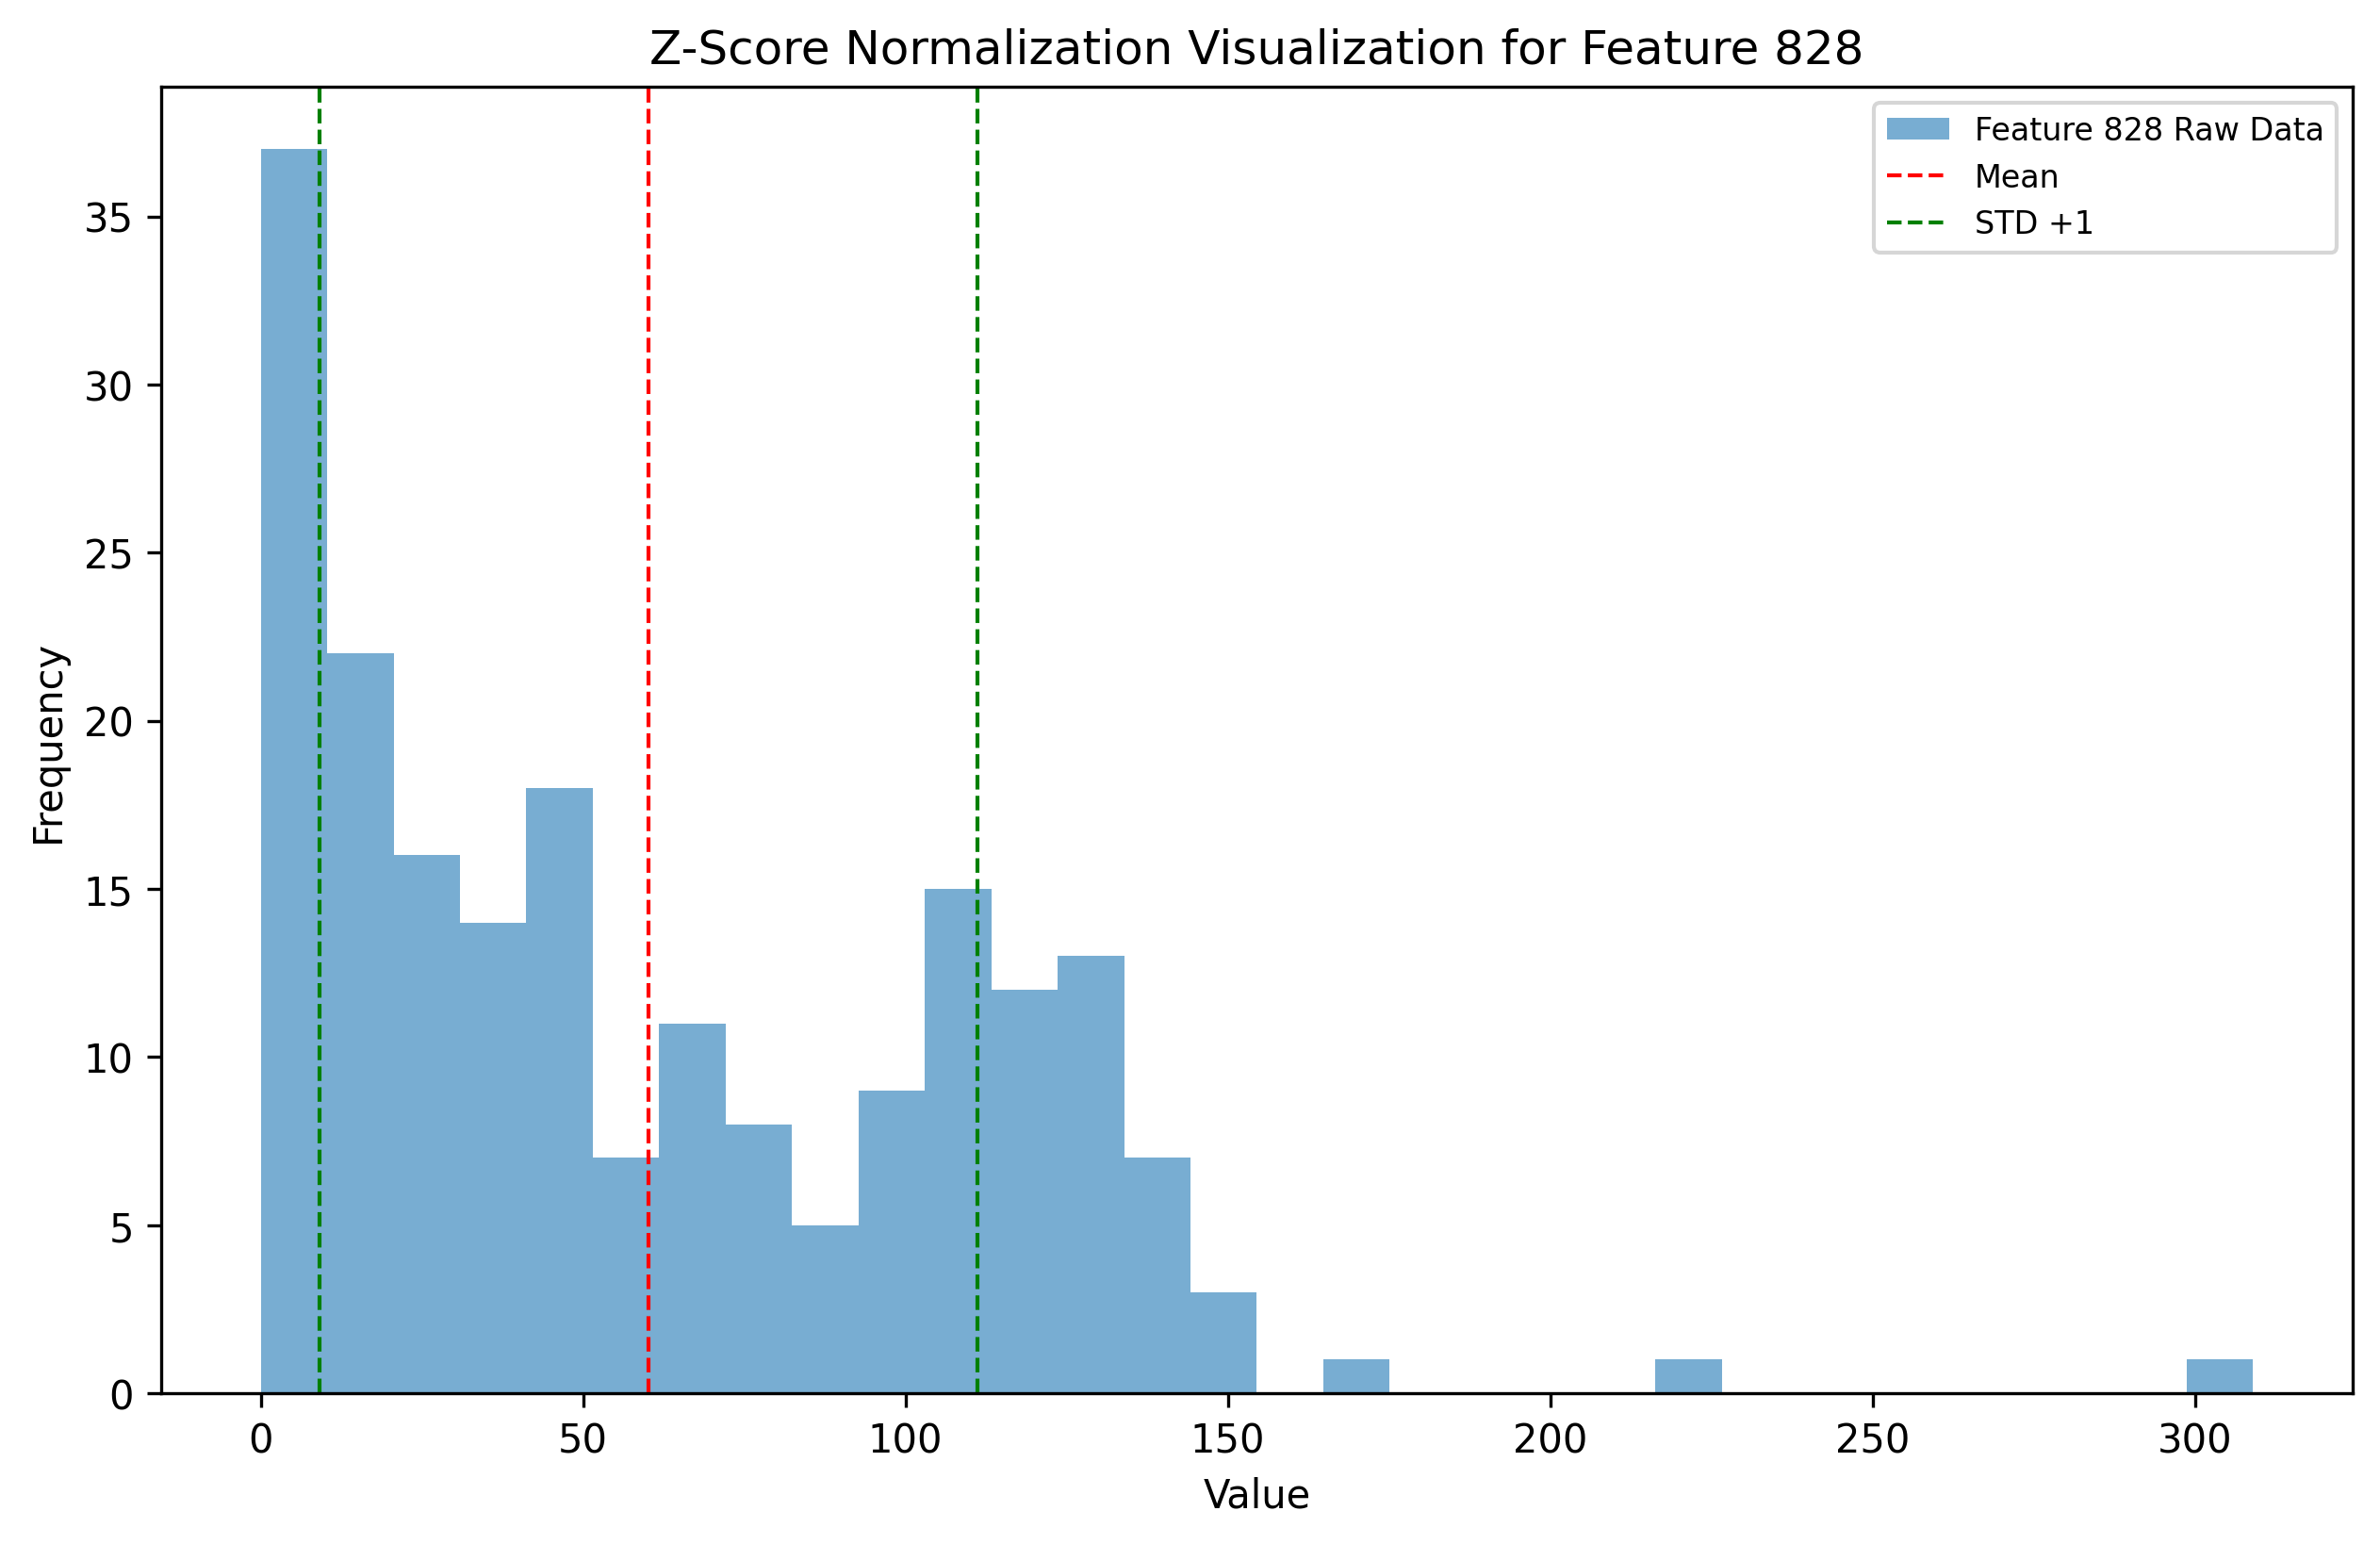 Z-Score Normalization Visualization for Feature 828
Feature 828 Raw Data
Mean
STD +1
35
30
25
20
15
10
5
0
Frequency
0 50 100 150 200 250 300
Value